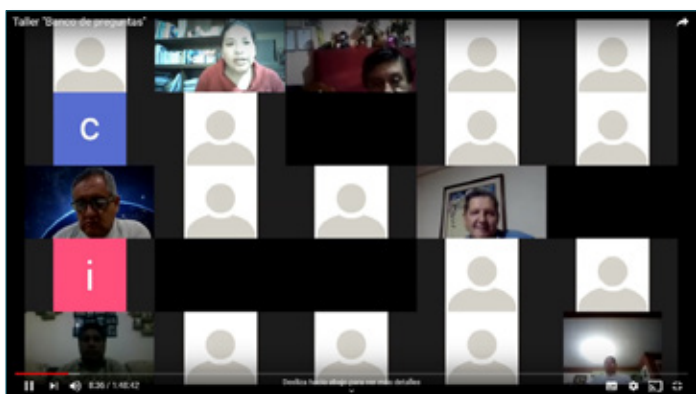 Taller "Banco de preguntas"
c
i
8:36 / 1:48:42
Desliza hacia abajo para ver más detalles